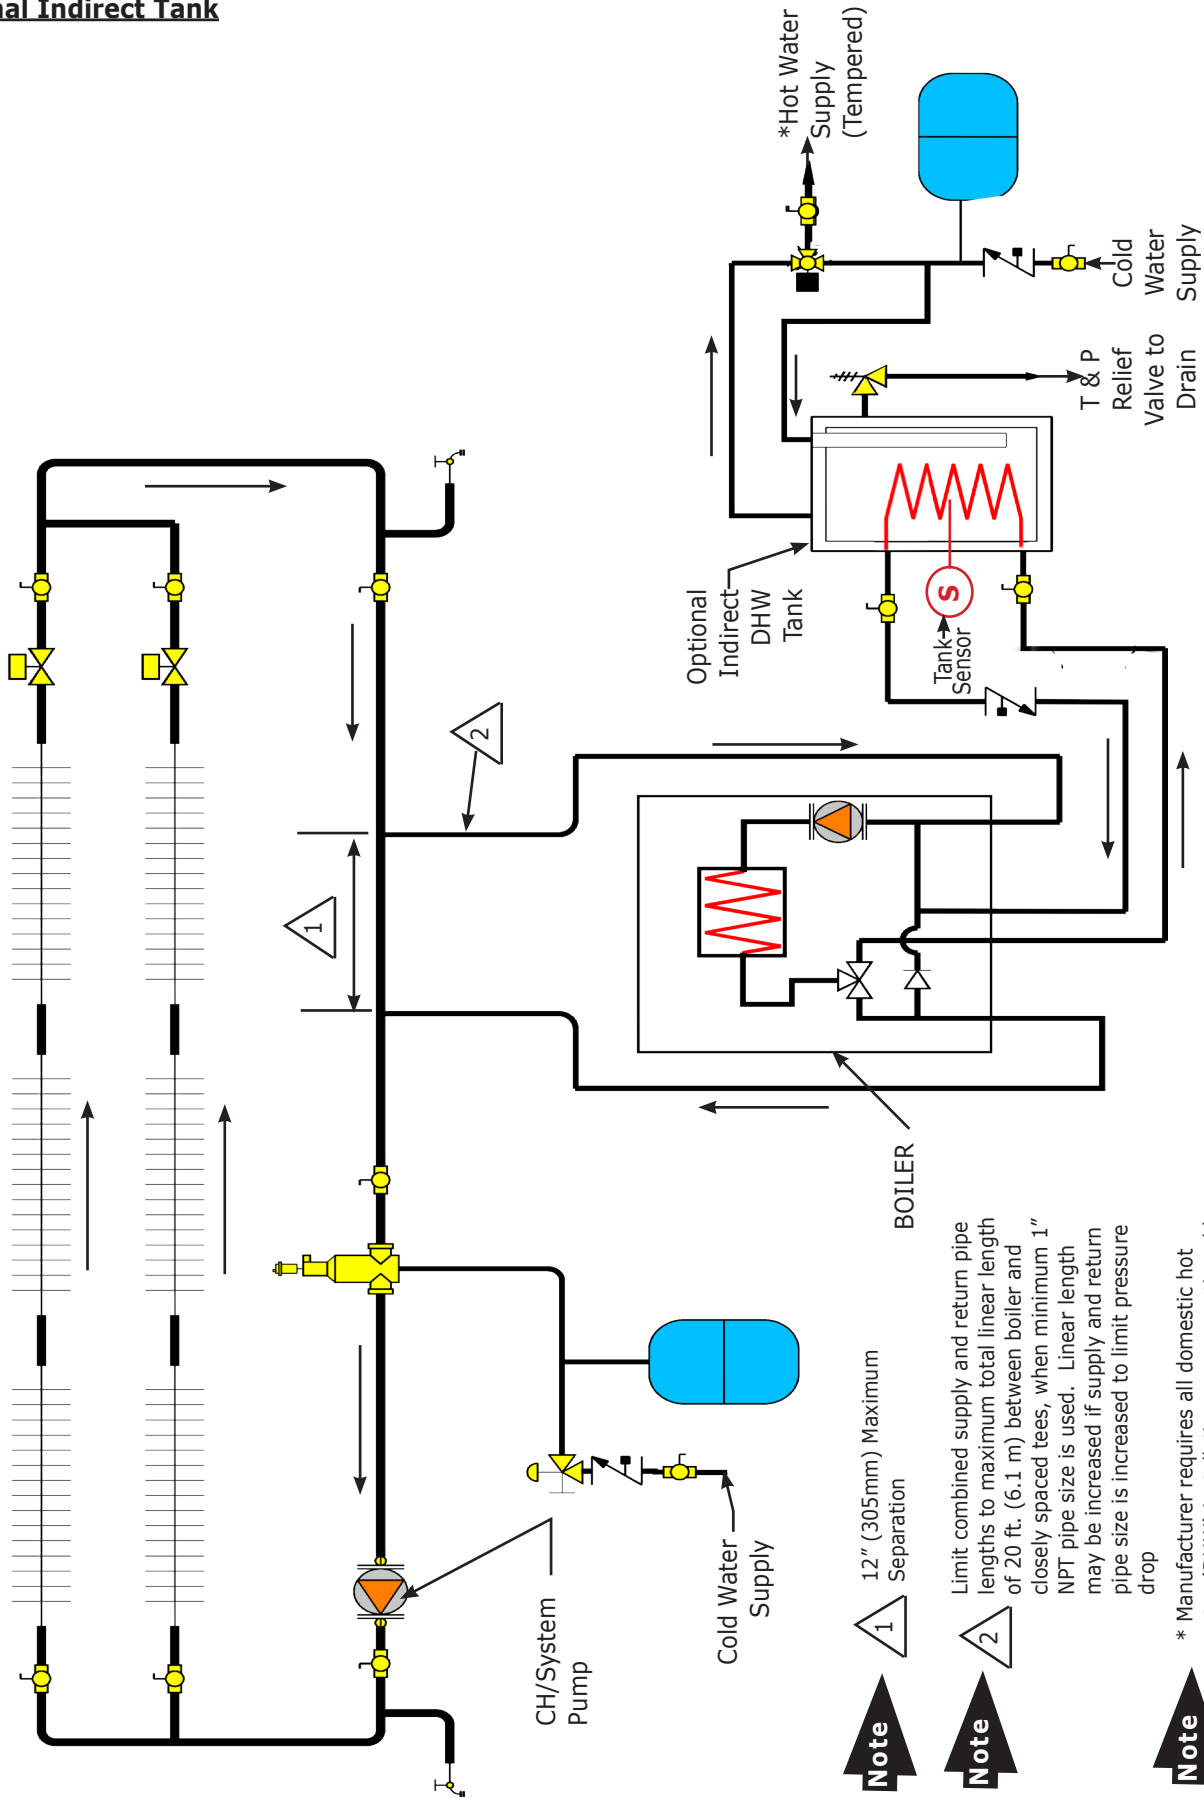 nal Indirect Tank
*Hot Water
Supply
(Tempered)
Cold
Water
Supply
T & P
Relief
Valve to
Drain
Optional
Indirect
DHW
Tank
Tank
Sensor
S
2
1
BOILER
CH/System
Pump
Cold Water
Supply
Note
1
12” (305mm) Maximum
Separation
Note
2
Limit combined supply and return pipe
lengths to maximum total linear length
of 20 ft. (6.1 m) between boiler and
closely spaced tees, when minimum 1”
NPT pipe size is used. Linear length
may be increased if supply and return
pipe size is increased to limit pressure
drop
Note
* Manufacturer requires all domestic hot